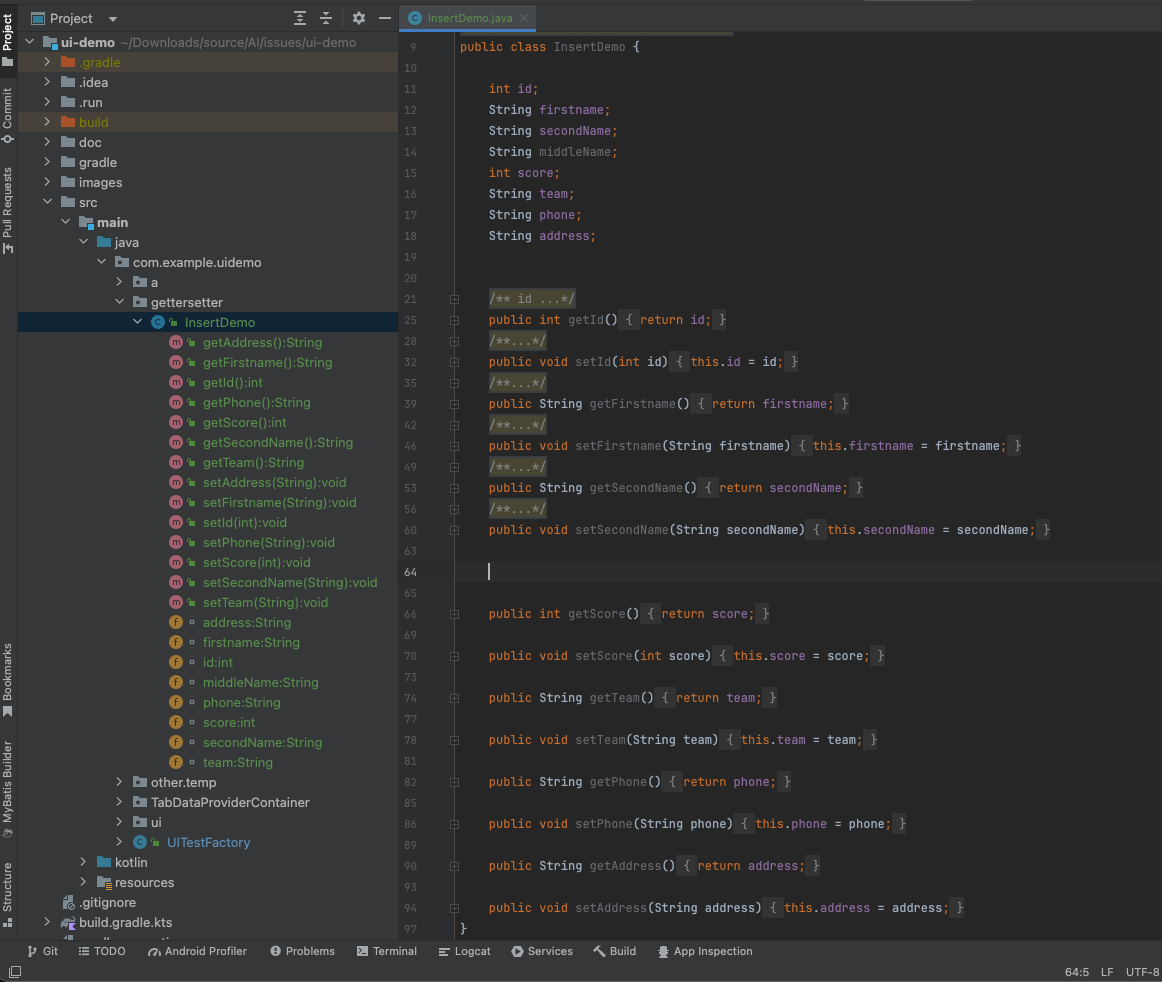 Project
InsertDemo.java
ui-demo ~/Downloads/source/AI/issues/ui-demo
.gradle
.idea
.run
build
doc
gradle
images
src
main
java
com.example.uidemo
a
gettersetter
InsertDemo
getAddress():String
getFirstname():String
getId():int
getPhone():String
getScore():int
getSecondName():String
getTeam():String
setAddress(String):void
setFirstname(String):void
setId(int):void
setPhone(String):void
setScore(int):void
setSecondName(String):void
setTeam(String):void
address:String
firstname:String
id:int
middleName:String
phone:String
score:int
secondName:String
team:String
other.temp
TabDataProviderContainer
ui
UITestFactory
kotlin
resources
.gitignore
build.gradle.kts
Project
Commit
Pull Requests
Bookmarks
MyBatis Builder
Structure
9 public class InsertDemo {
10
11 int id;
12 String firstname;
13 String secondName;
14 String middleName;
15 int score;
16 String team;
17 String phone;
18 String address;
19
20
21 /** id ...*/
25 public int getId() { return id; }
28 /**...*/
32 public void setId(int id) { this.id = id; }
35 /**...*/
39 public String getFirstname() { return firstname; }
42 /**...*/
46 public void setFirstname(String firstname) { this.firstname = firstname; }
49 /**...*/
53 public String getSecondName() { return secondName; }
56 /**...*/
60 public void setSecondName(String secondName) { this.secondName = secondName; }
63
64
65
66 public int getScore() { return score; }
69
70 public void setScore(int score) { this.score = score; }
73
74 public String getTeam() { return team; }
77
78 public void setTeam(String team) { this.team = team; }
81
82 public String getPhone() { return phone; }
85
86 public void setPhone(String phone) { this.phone = phone; }
89
90 public String getAddress() { return address; }
93
94 public void setAddress(String address) { this.address = address; }
97 }
Git TODO Android Profiler Problems Terminal Logcat Services Build App Inspection
64:5 LF UTF-8